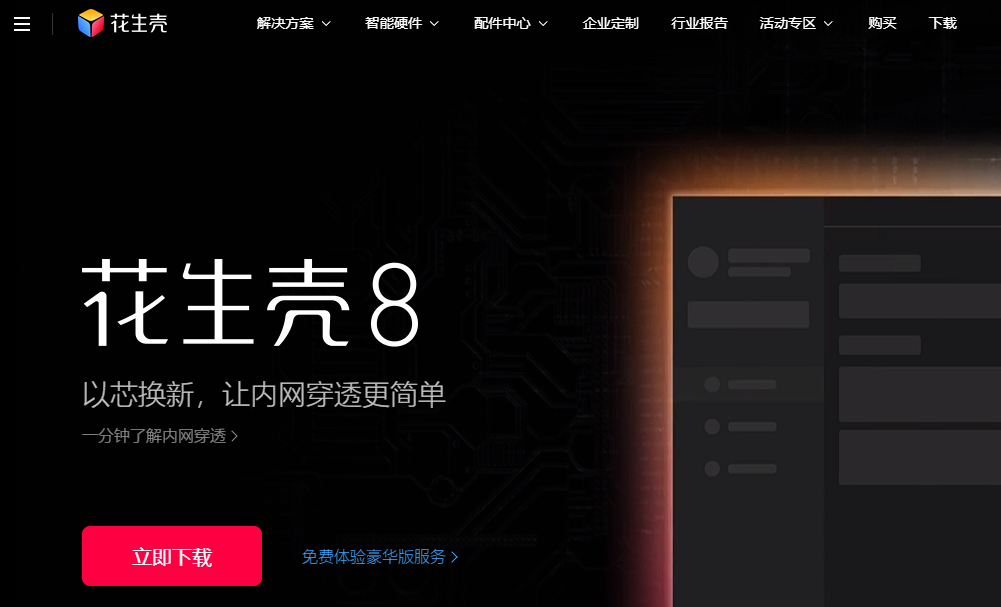 花生壳
解决方案 智能硬件 配件中心 企业定制 行业报告 活动专区 购买 下载
花生壳8
以芯换新，让内网穿透更简单
一分钟了解内网穿透
立即下载 免费体验豪华版服务